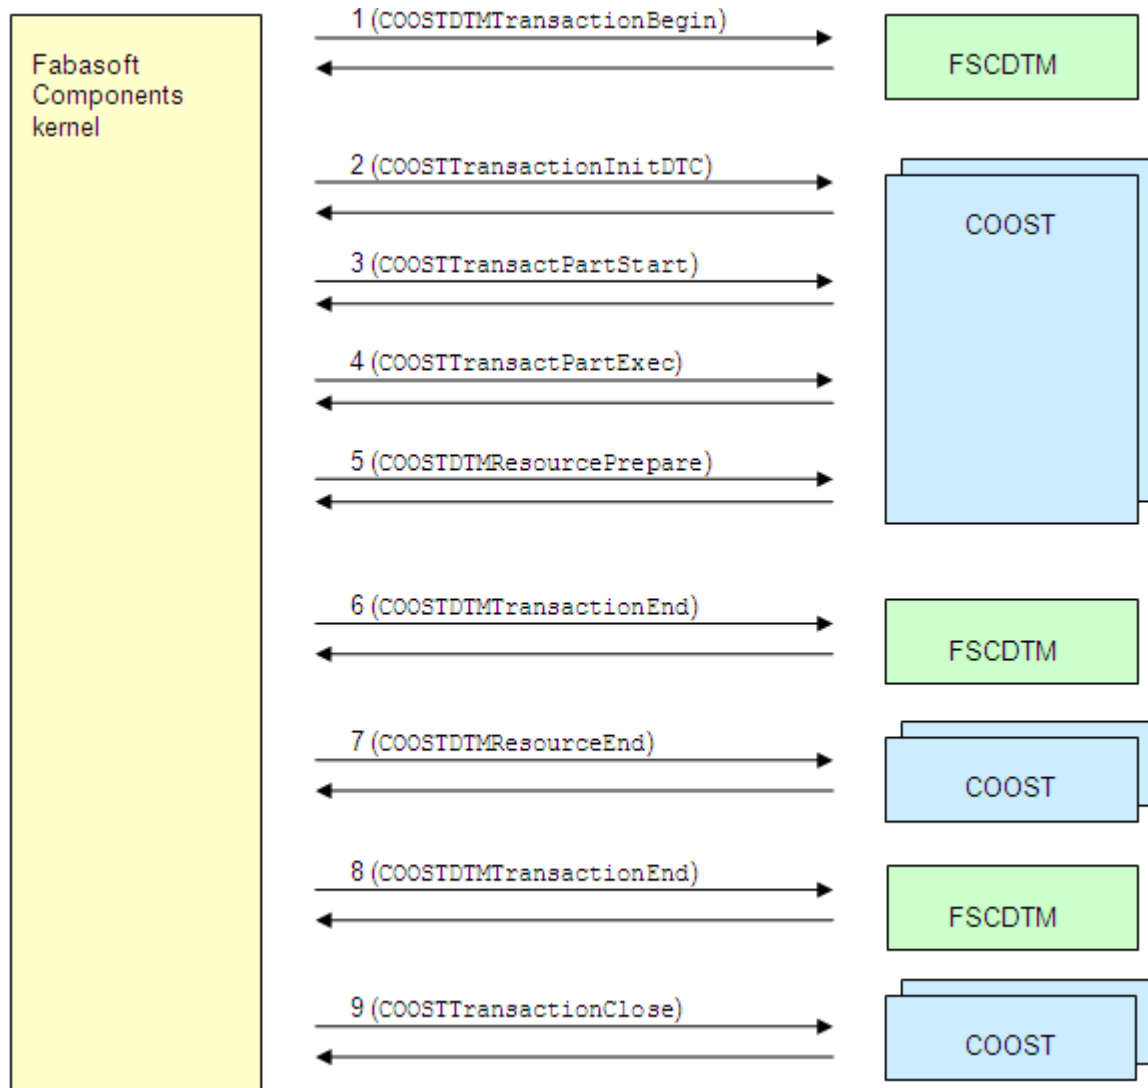 Fabasoft
Components
kernel
1 (COOSTDTMTransactionBegin)
FSCDTM
2 (COOSTTransactionInitDTC)
COOST
3 (COOSTTransactPartStart)
4 (COOSTTransactPartExec)
5 (COOSTDTMResourcePrepare)
6 (COOSTDTMTransactionEnd)
FSCDTM
7 (COOSTDTMResourceEnd)
COOST
8 (COOSTDTMTransactionEnd)
FSCDTM
9 (COOSTTransactionClose)
COOST